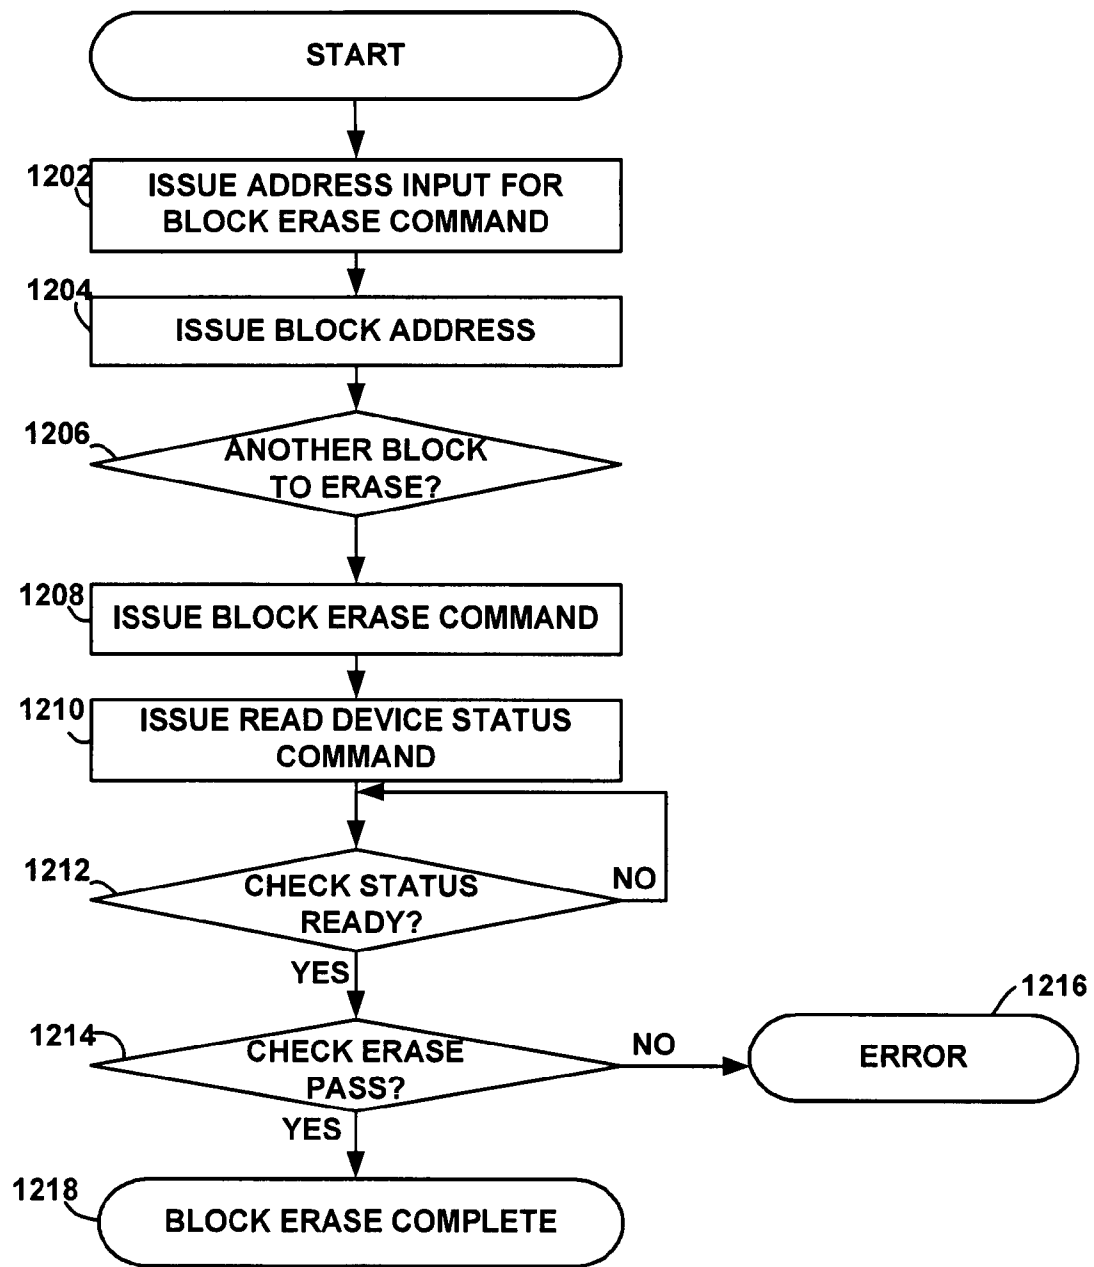 START
1202
ISSUE ADDRESS INPUT FOR
BLOCK ERASE COMMAND
1204
ISSUE BLOCK ADDRESS
1206
ANOTHER BLOCK
TO ERASE?
1208
ISSUE BLOCK ERASE COMMAND
1210
ISSUE READ DEVICE STATUS
COMMAND
1212
CHECK STATUS
READY?
NO
YES
1214
CHECK ERASE
PASS?
NO
1216
ERROR
YES
1218
BLOCK ERASE COMPLETE